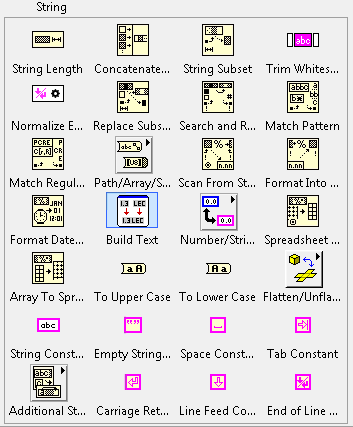 String
String Length Concatenate... String Subset Trim Whites...
abc
Normalize E... Replace Subs... Search and R... Match Pattern
Match Regul... Path/Array/S... Scan From St... Format Into ...
Format Date... Build Text Number/Stri... Spreadsheet ...
Array To Spr... To Upper Case To Lower Case Flatten/Unfla...
String Const... Empty String... Space Const... Tab Constant
Additional St... Carriage Ret... Line Feed Co... End of Line ...